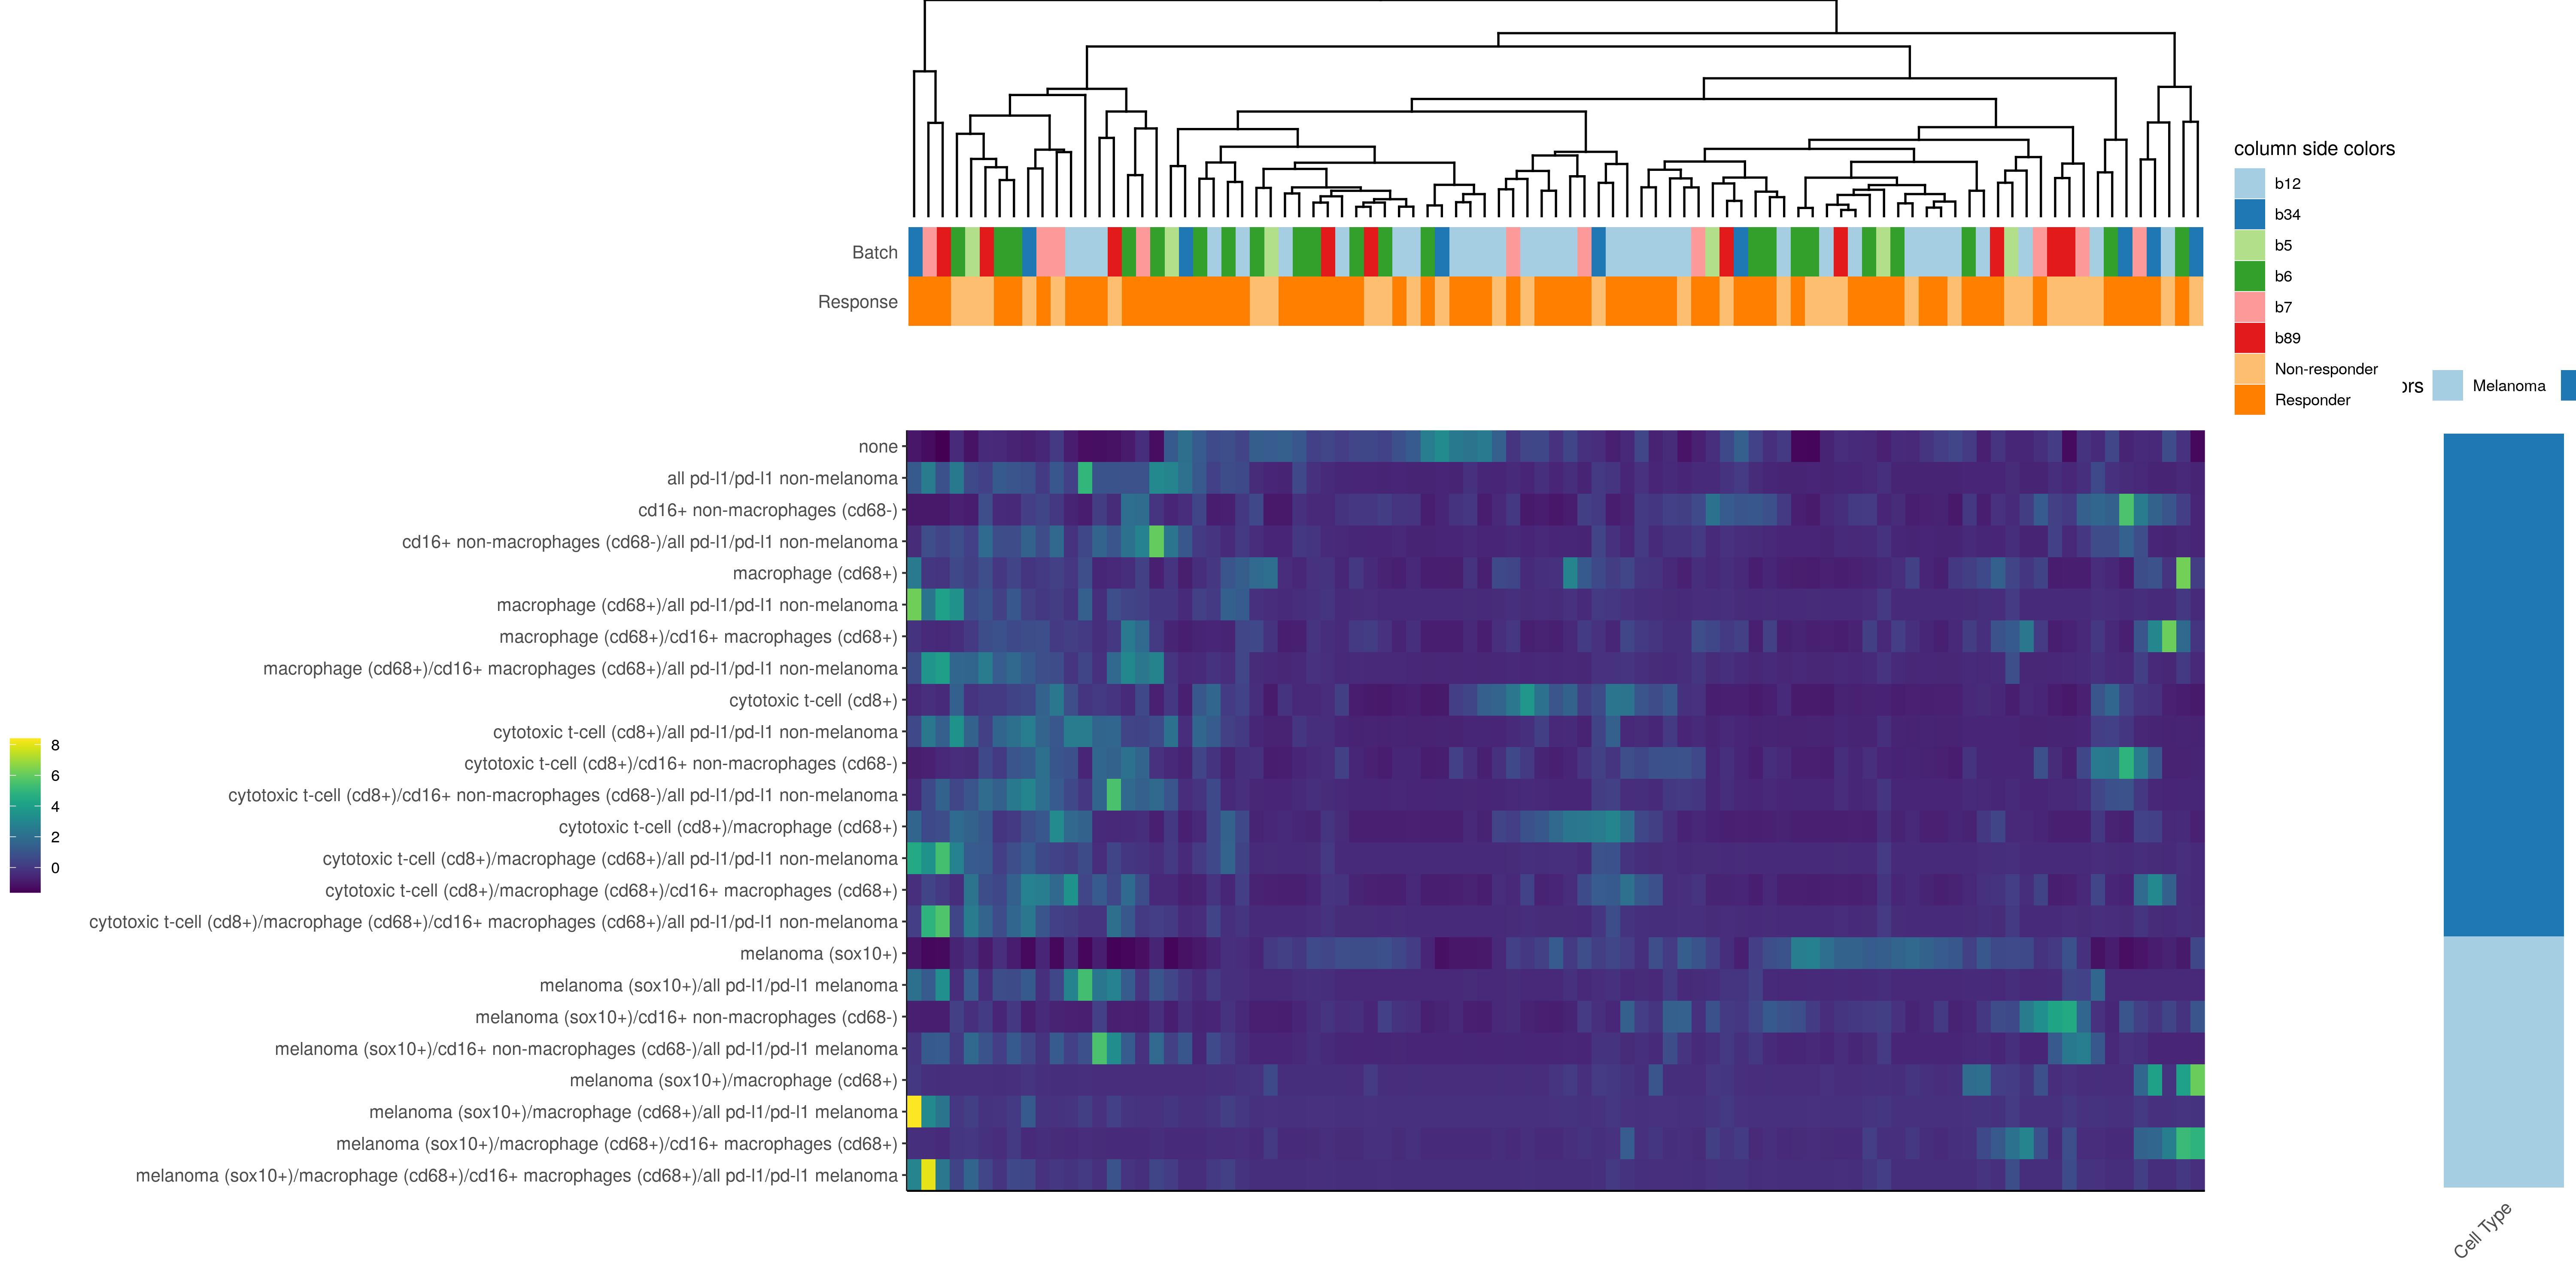 column side colors
b12
b34
b5
b6
b7
b89
Non-responder
Responder
Batch
Response
Melanoma
none
all pd-l1/pd-l1 non-melanoma
cd16+ non-macrophages (cd68-)
cd16+ non-macrophages (cd68-)/all pd-l1/pd-l1 non-melanoma
macrophage (cd68+)
macrophage (cd68+)/all pd-l1/pd-l1 non-melanoma
macrophage (cd68+)/cd16+ macrophages (cd68+)
macrophage (cd68+)/cd16+ macrophages (cd68+)/all pd-l1/pd-l1 non-melanoma
cytotoxic t-cell (cd8+)
cytotoxic t-cell (cd8+)/all pd-l1/pd-l1 non-melanoma
cytotoxic t-cell (cd8+)/cd16+ non-macrophages (cd68-)
cytotoxic t-cell (cd8+)/cd16+ non-macrophages (cd68-)/all pd-l1/pd-l1 non-melanoma
cytotoxic t-cell (cd8+)/macrophage (cd68+)
cytotoxic t-cell (cd8+)/macrophage (cd68+)/all pd-l1/pd-l1 non-melanoma
cytotoxic t-cell (cd8+)/macrophage (cd68+)/cd16+ macrophages (cd68+)
cytotoxic t-cell (cd8+)/macrophage (cd68+)/cd16+ macrophages (cd68+)/all pd-l1/pd-l1 non-melanoma
melanoma (sox10+)
melanoma (sox10+)/all pd-l1/pd-l1 melanoma
melanoma (sox10+)/cd16+ non-macrophages (cd68-)
melanoma (sox10+)/cd16+ non-macrophages (cd68-)/all pd-l1/pd-l1 melanoma
melanoma (sox10+)/macrophage (cd68+)
melanoma (sox10+)/macrophage (cd68+)/all pd-l1/pd-l1 melanoma
melanoma (sox10+)/macrophage (cd68+)/cd16+ macrophages (cd68+)
melanoma (sox10+)/macrophage (cd68+)/cd16+ macrophages (cd68+)/all pd-l1/pd-l1 melanoma
8
6
4
2
0
Cell Type